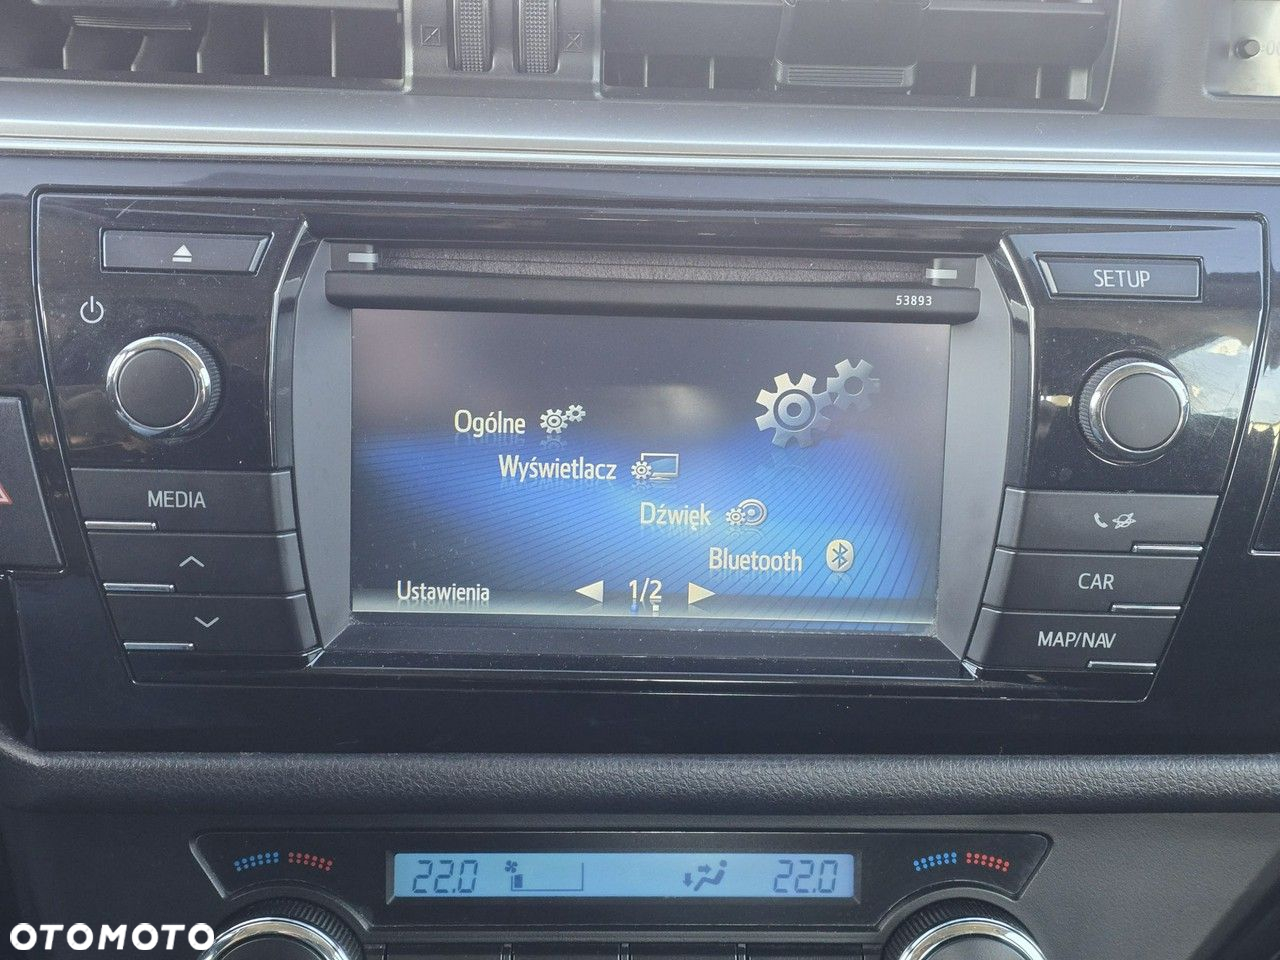 SETUP
53893
Ogólne
Wyświetlacz
MEDIA
Dźwięk
Bluetooth
CAR
Ustawienia
1/2
MAP/NAV
22.0
22.0
OTOMOTO